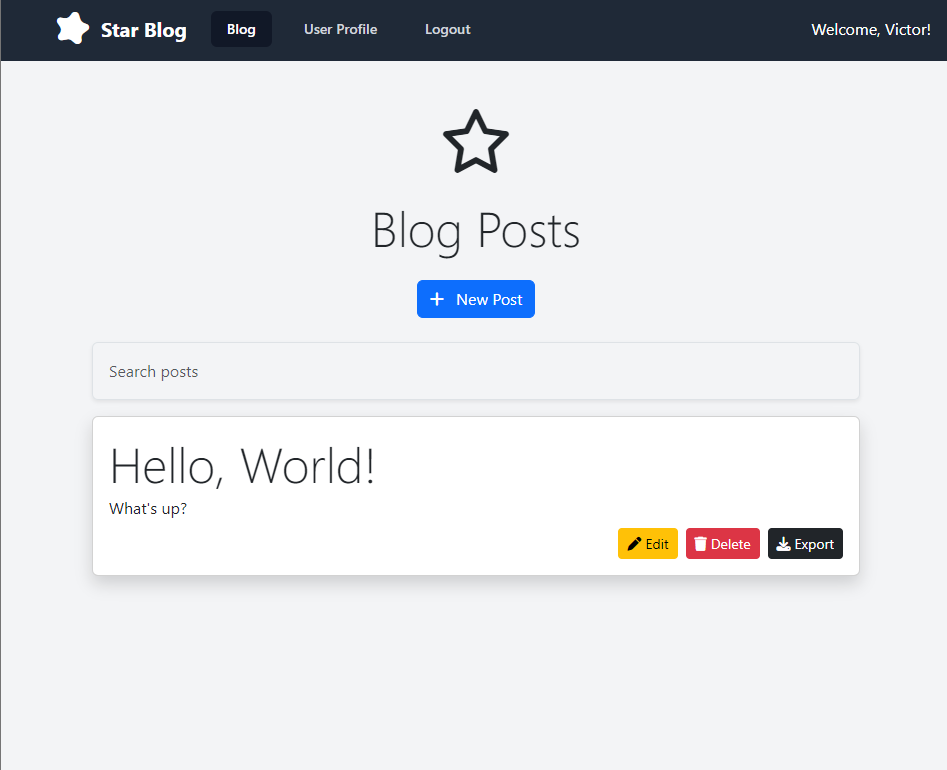 Star Blog Blog User Profile Logout Welcome, Victor!
Blog Posts
New Post
Search posts
Hello, World!
What's up?
Edit Delete Export